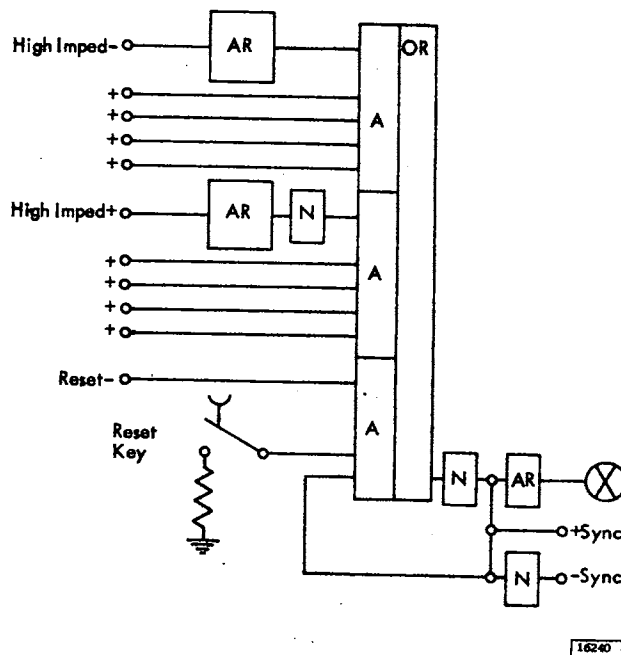 High Imped-
AR
OR
A
+
+
+
+
High Imped+
AR
N
A
+
+
+
+
Reset-
A
Reset
Key
N
AR
+Sync
N
-Sync
16240